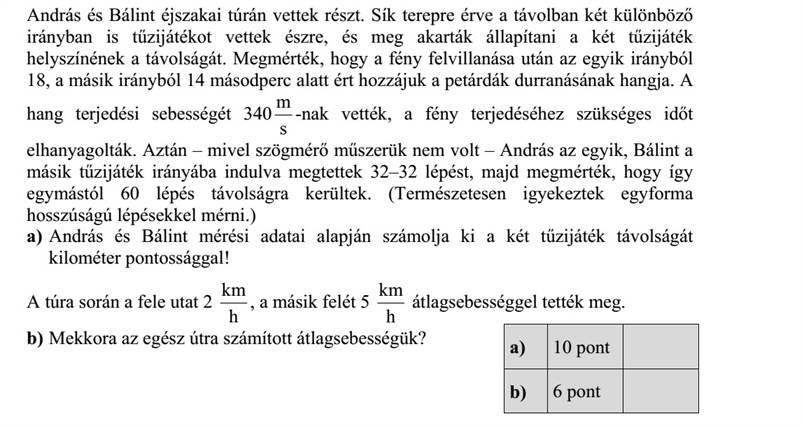 András és Bálint éjszakai túrán vettek részt. Sík terepre érve a távolban két különböző
irányban is tűzijátékot vettek észre, és meg akarták állapítani a két tűzijáték
helyszínének a távolságát. Megmérték, hogy a fény felvillanása után az egyik irányból
18, a másik irányból 14 másodperc alatt ért hozzájuk a petárdák durranásának hangja. A
hang terjedési sebességét 340 m/s -nak vették, a fény terjedéséhez szükséges időt
elhanyagolták. Aztán – mivel szögmérő műszerük nem volt – András az egyik, Bálint a
másik tűzijáték irányába indulva megtettek 32–32 lépést, majd megmérték, hogy így
egymástól 60 lépés távolságra kerültek. (Természetesen igyekeztek egyforma
hosszúságú lépésekkel mérni.)
a) András és Bálint mérési adatai alapján számolja ki a két tűzijáték távolságát
kilométer pontossággal!
A túra során a fele utat 2 km/h, a másik felét 5 km/h átlagsebességgel tették meg.
b) Mekkora az egész útra számított átlagsebességük?
a) 10 pont
b) 6 pont